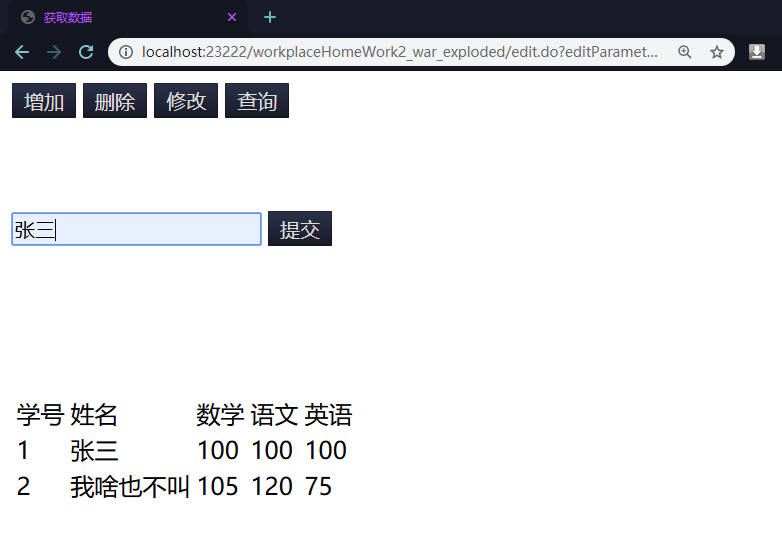 获取数据
localhost:23222/workplaceHomeWork2_war_exploded/edit.do?editParamet...
增加 删除 修改 查询
张三 提交
学号 姓名 数学 语文 英语
1 张三 100 100 100
2 我啥也不叫 105 120 75